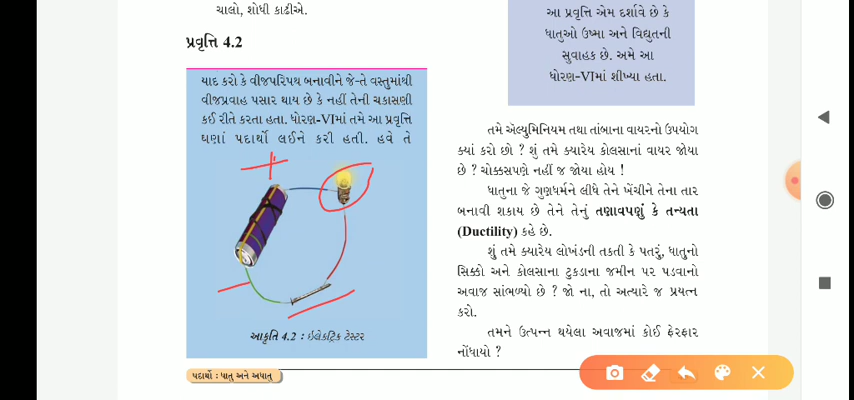 ચાલો, શોધી કાઢીએ.
પ્રવૃત્તિ 4.2
યાદ કરો કે વીજપરિપથ બનાવીને જે-તે વસ્તુમાંથી
વીજપ્રવાહ પસાર થાય છે કે નહીં તેની ચકાસણી
કઈ રીતે કરતા હતા. ધોરણ-VIમાં તમે આ પ્રવૃત્તિ
ઘણાં પદાર્થો લઈને કરી હતી. હવે તે
આકૃતિ 4.2 : ઇલેક્ટ્રિક ટેસ્ટર
પદાર્થો : ધાતુ અને અધાતુ
આ પ્રવૃત્તિ એમ દર્શાવે છે કે
ધાતુઓ ઉષ્મા અને વિદ્યુતની
સુવાહક છે. અમે આ
ધોરણ-VIમાં શીખ્યા હતા.
તમે ઍલ્યુમિનિયમ તથા તાંબાના વાયરનો ઉપયોગ
ક્યાં કરો છો ? શું તમે ક્યારેય કોલસાનાં વાયર જોયા
છે ? ચોક્કસપણે નહીં જ જોયા હોય !
ધાતુના જે ગુણધર્મને લીધે તેને ખેંચીને તેના તાર
બનાવી શકાય છે તેને તેનું તણાવપણું કે તન્યતા
(Ductility) કહે છે.
શું તમે ક્યારેય લોખંડની તકતી કે પતરું, ધાતુનો
સિક્કો અને કોલસાના ટુકડાના જમીન પર પડવાનો
અવાજ સાંભળ્યો છે ? જો ના, તો અત્યારે જ પ્રયત્ન
કરો.
તમને ઉત્પન્ન થયેલા અવાજમાં કોઈ ફેરફાર
નોંધાયો ?